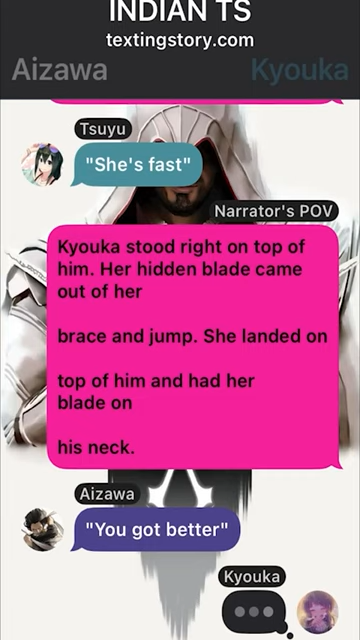 INDIAN TS
textingstory.com
Aizawa Kyouka
Tsuyu
"She's fast"
Narrator's POV
Kyouka stood right on top of
him. Her hidden blade came
out of her
brace and jump. She landed on
top of him and had her
blade on
his neck.
Aizawa
"You got better"
Kyouka